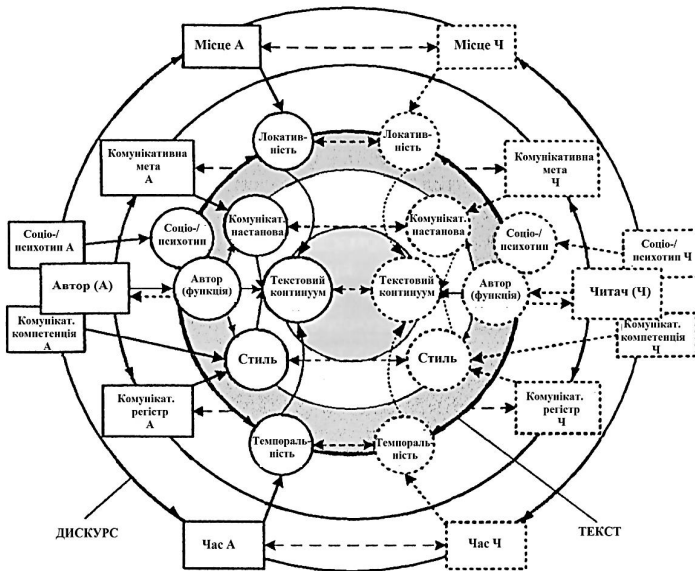 Місце А
Місце Ч
Локатив-
ність
Локатив-
ність
Комунікативна
мета
А
Комунікативна
мета
Ч
Соціо-/
психотип
Комунікат.
настанова
Комунікат.
настанова
Соціо-/
психотип
Соціо-/
психотип А
Соціо-/
психотип Ч
Автор (А)
Автор
(функція)
Текстовий
континуум
Текстовий
континуум
Автор
(функція)
Читач (Ч)
Комунікат.
компетенція
А
Комунікат.
компетенція
Ч
Стиль
Стиль
Комунікат.
регістр
А
Комунікат.
регістр
Ч
Темпораль-
ність
Темпораль-
ність
ДИСКУРС
ТЕКСТ
Час А
Час Ч